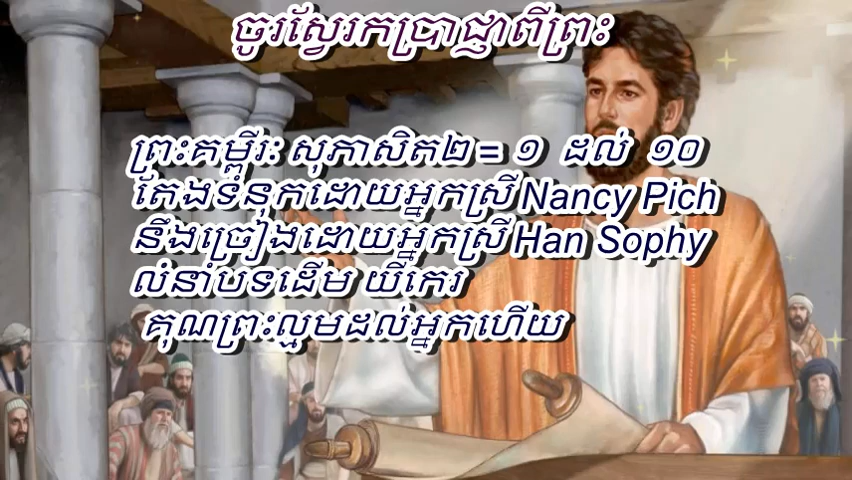 ចូរស្វែរកប្រាជ្ញាពីព្រះ
ព្រះគម្ពីរ: សុភាសិត២ = ១ ដល់ ១០
តែងទំនុកដោយអ្នកស្រី Nancy Pich
នឹងច្រៀងដោយអ្នកស្រី Han Sophy
លំនាំបទដើម យីកេរ
គុណព្រះល្មមដល់អ្នកហើយ